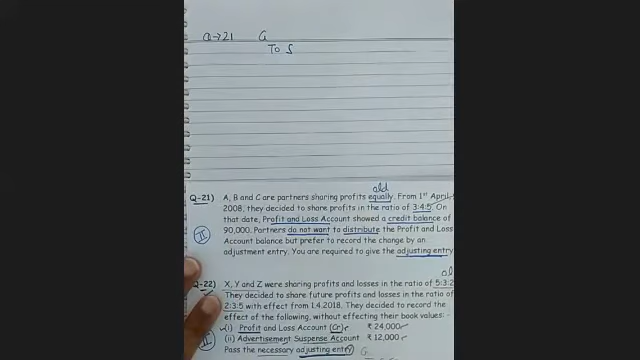 Q→21 G
To S
old
Q-21) A, B and C are partners sharing profits equally. From 1st April,
2008, they decided to share profits in the ratio of 3:4:5. On
that date, Profit and Loss Account showed a credit balance of
90,000. Partners do not want to distribute the Profit and Loss
II
Account balance but prefer to record the change by an
adjustment entry. You are required to give the adjusting entry.
Q-22) X, Y and Z were sharing profits and losses in the ratio of 5:3:2
They decided to share future profits and losses in the ratio of
2:3:5 with effect from 1.4.2018. They decided to record the
effect of the following, without effecting their book values: -
(i) Profit and Loss Account (Cr) ₹ 24,000
II (ii) Advertisement Suspense Account ₹ 12,000
Pass the necessary adjusting entry G